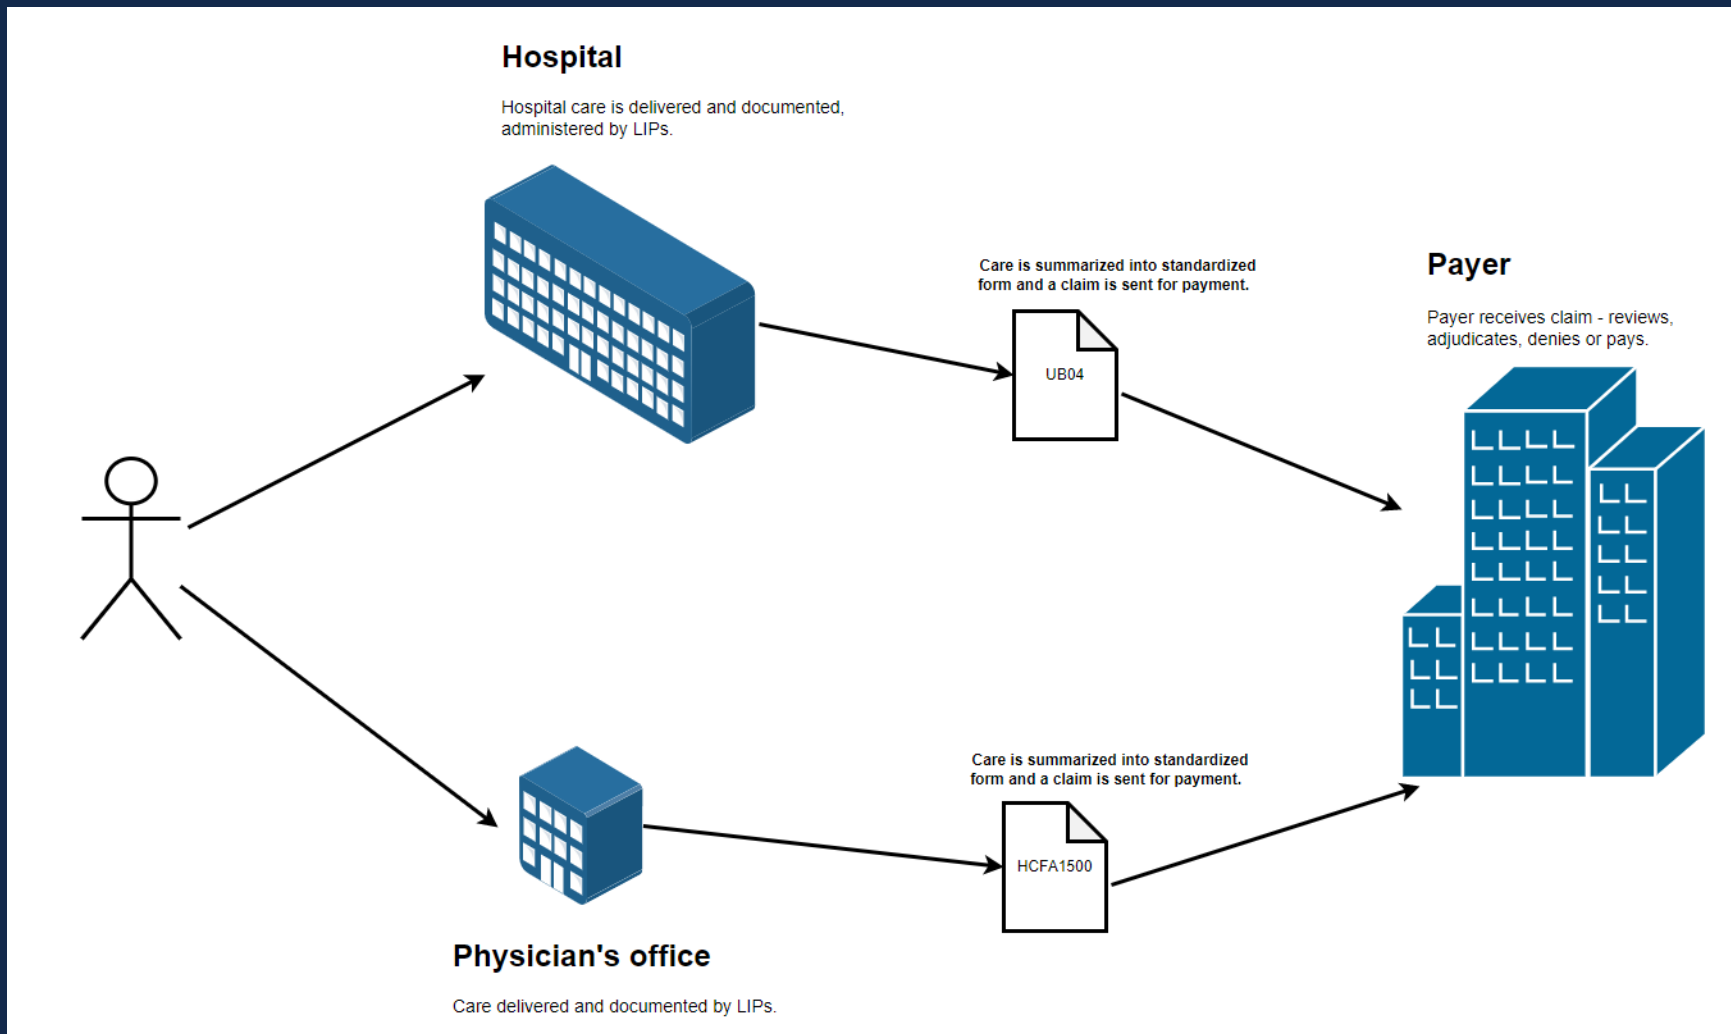 Hospital
Hospital care is delivered and documented,
administered by LIPs.
Care is summarized into standardized
form and a claim is sent for payment.
UB04
Payer
Payer receives claim - reviews,
adjudicates, denies or pays.
Care is summarized into standardized
form and a claim is sent for payment.
HCFA1500
Physician's office
Care delivered and documented by LIPs.